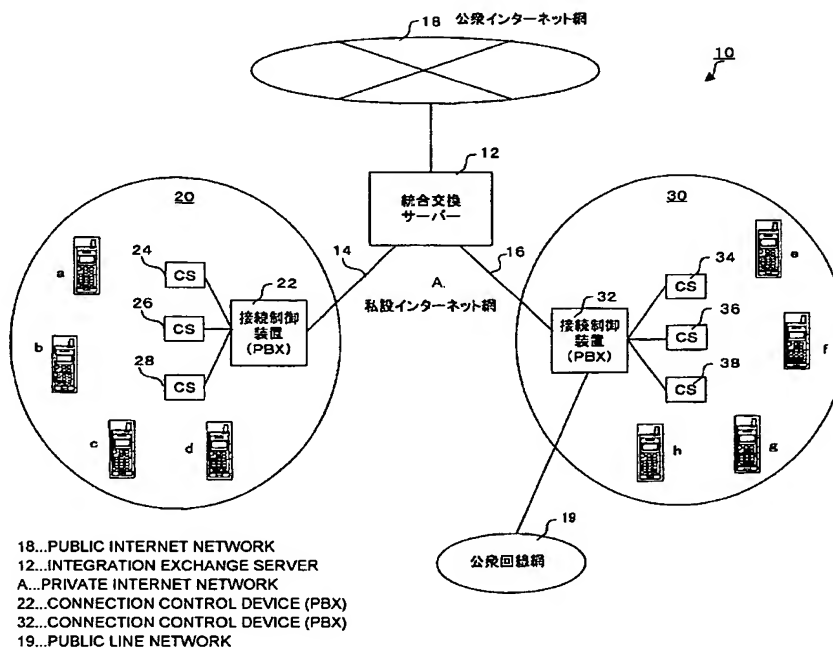 18 公衆インターネット網
10
12
統合交換
サーバー
20
30
14
16
A.
私設インターネット網
a
b
c
d
24
CS
26
CS
28
CS
22
接続制御
装置
(PBX)
32
接続制御
装置
(PBX)
34
CS
36
CS
38
CS
e
f
g
h
19
公衆回線網
18...PUBLIC INTERNET NETWORK
12...INTEGRATION EXCHANGE SERVER
A...PRIVATE INTERNET NETWORK
22...CONNECTION CONTROL DEVICE (PBX)
32...CONNECTION CONTROL DEVICE (PBX)
19...PUBLIC LINE NETWORK